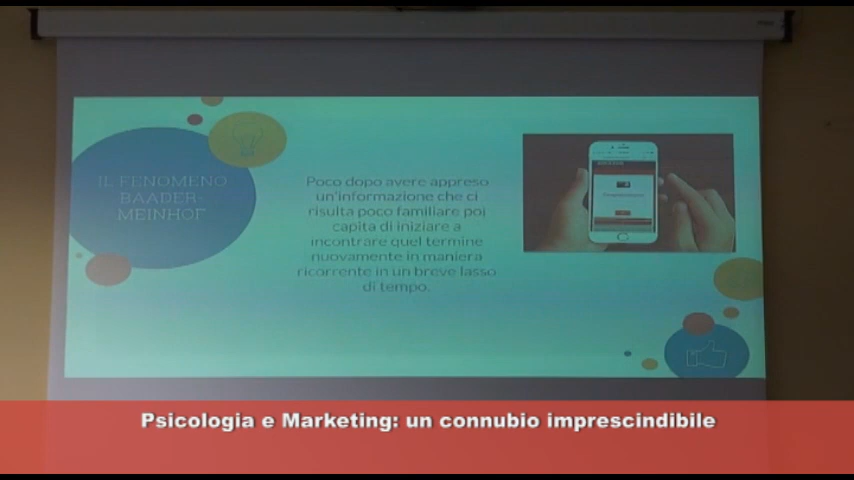 IL FENOMENO
BAADER-
MEINHOF
Poco dopo avere appreso
un'informazione che ci
risulta poco familiare poi
capita di iniziare a
incontrare quel termine
nuovamente in maniera
ricorrente in un breve lasso
di tempo.
Psicologia e Marketing: un connubio imprescindibile